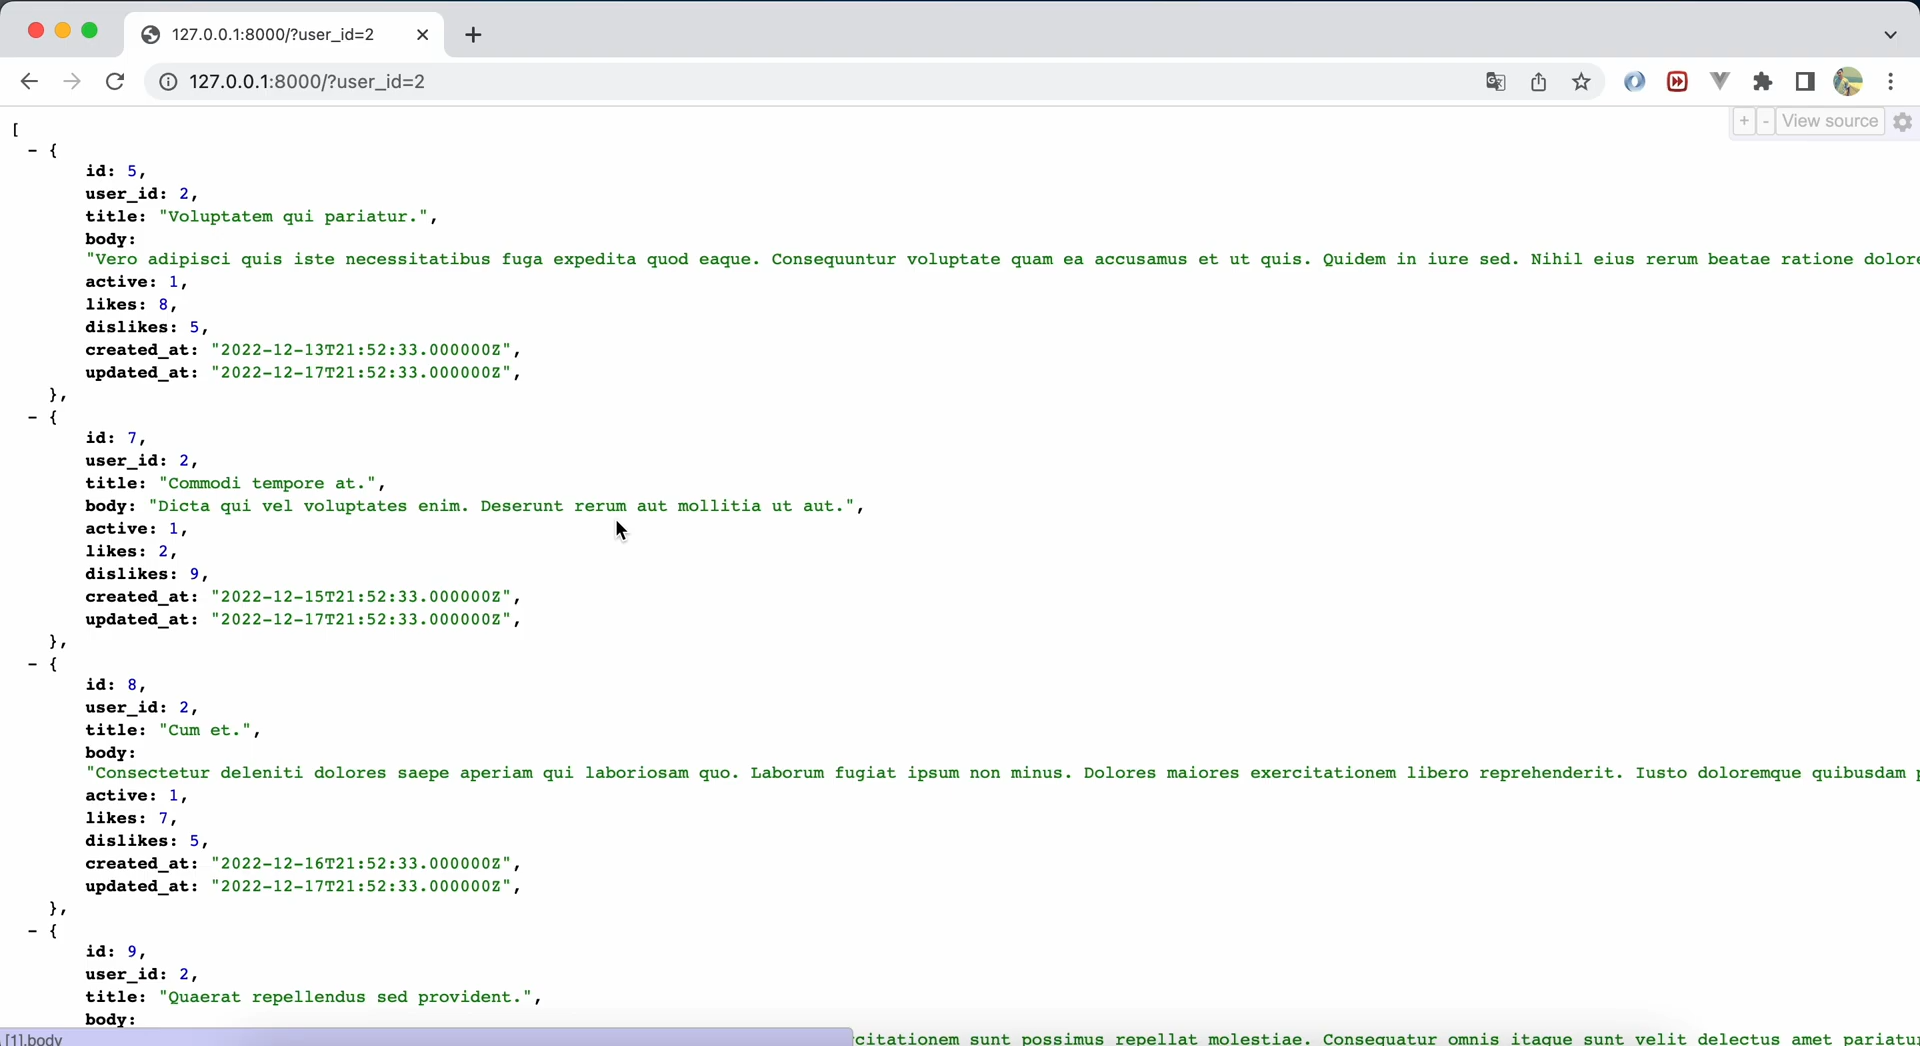 127.0.0.1:8000/?user_id=2
127.0.0.1:8000/?user_id=2
+ - View source
[
- {
id: 5,
user_id: 2,
title: "Voluptatem qui pariatur.",
body:
"Vero adipisci quis iste necessitatibus fuga expedita quod eaque. Consequuntur voluptate quam ea accusamus et ut quis. Quidem in iure sed. Nihil eius rerum beatae ratione dolore
active: 1,
likes: 8,
dislikes: 5,
created_at: "2022-12-13T21:52:33.000000Z",
updated_at: "2022-12-17T21:52:33.000000Z",
},
- {
id: 7,
user_id: 2,
title: "Commodi tempore at.",
body: "Dicta qui vel voluptates enim. Deserunt rerum aut mollitia ut aut.",
active: 1,
likes: 2,
dislikes: 9,
created_at: "2022-12-15T21:52:33.000000Z",
updated_at: "2022-12-17T21:52:33.000000Z",
},
- {
id: 8,
user_id: 2,
title: "Cum et.",
body:
"Consectetur deleniti dolores saepe aperiam qui laboriosam quo. Laborum fugiat ipsum non minus. Dolores maiores exercitationem libero reprehenderit. Iusto doloremque quibusdam p
active: 1,
likes: 7,
dislikes: 5,
created_at: "2022-12-16T21:52:33.000000Z",
updated_at: "2022-12-17T21:52:33.000000Z",
},
- {
id: 9,
user_id: 2,
title: "Quaerat repellendus sed provident.",
body:
[1].body
citationem sunt possimus repellat molestiae. Consequatur omnis itaque sunt velit delectus amet pariatu